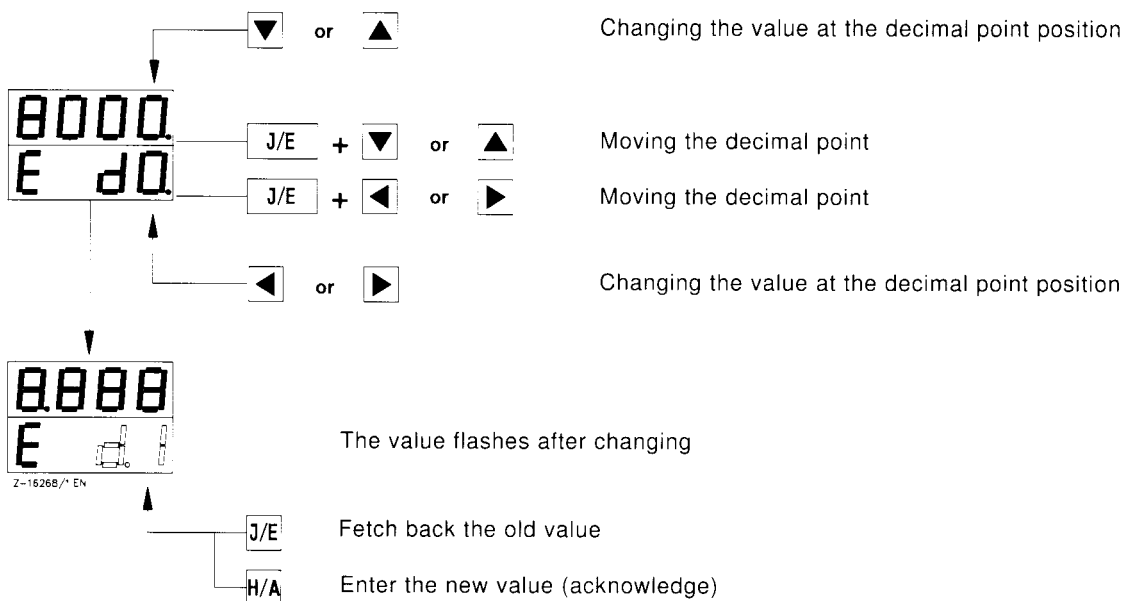 ▼ or ▲ Changing the value at the decimal point position
8000.
J/E + ▼ or ▲ Moving the decimal point
E d0.
J/E + ◀ or ▶ Moving the decimal point
◀ or ▶ Changing the value at the decimal point position
8.888
E d.1
The value flashes after changing
Z-15268/* EN
J/E Fetch back the old value
H/A Enter the new value (acknowledge)